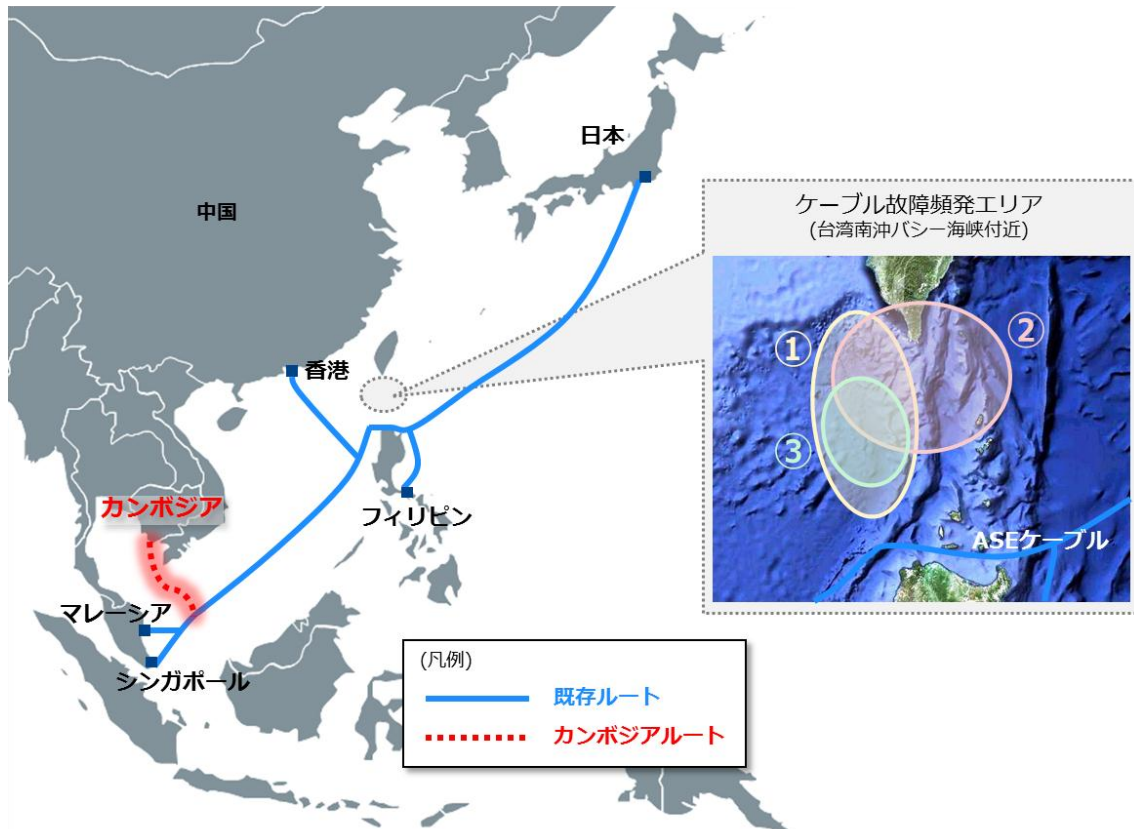 日本
中国
香港
カンボジア
フィリピン
マレーシア
シンガポール
ケーブル故障頻発エリア
(台湾南沖バシー海峡付近)
①
②
③
ASEケーブル
(凡例)
既存ルート
カンボジアルート